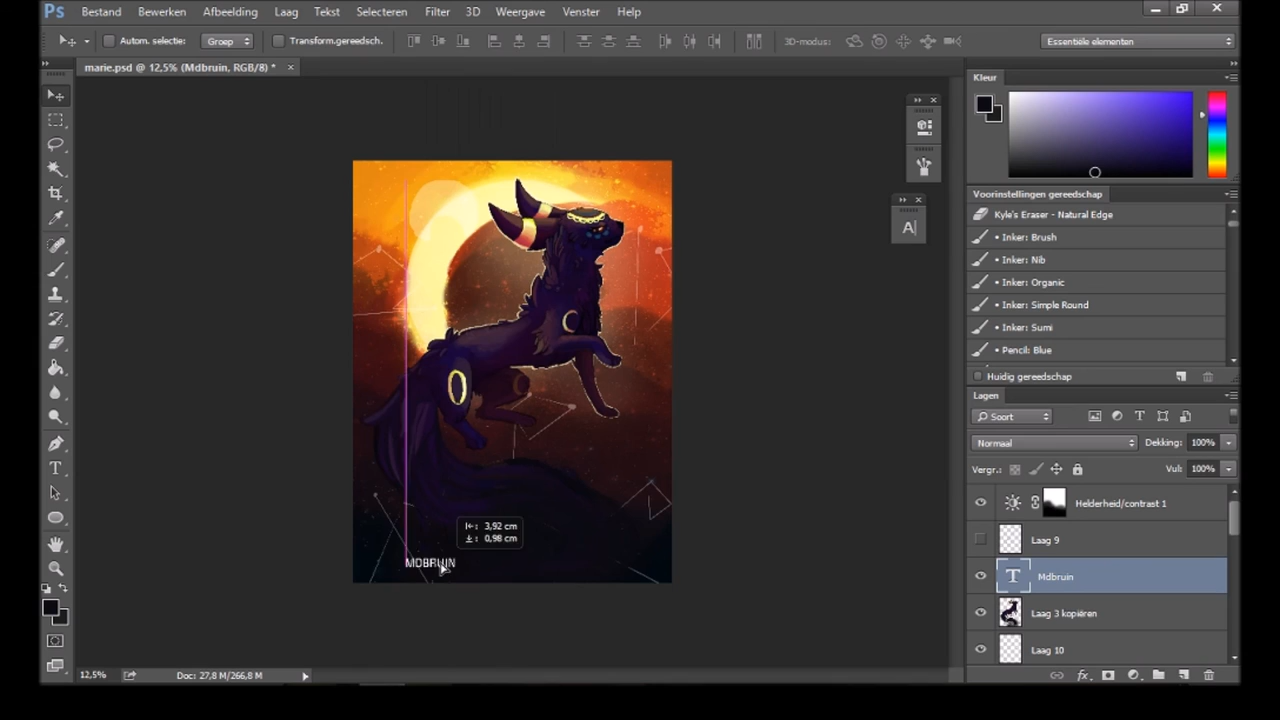 Ps Bestand Bewerken Afbeelding Laag Tekst Selecteren Filter 3D Weergave Venster Help
Autom. selectie: Groep Transform.gereedsch. 3D-modus: Essentiële elementen
marie.psd @ 12,5% (Mdbruin, RGB/8) *
Kleur
Voorinstellingen gereedschap
Kyle's Eraser - Natural Edge
• Inker: Brush
• Inker: Nib
• Inker: Organic
• Inker: Simple Round
• Inker: Sumi
• Pencil: Blue
Huidig gereedschap
Lagen
Soort
Normaal Dekking: 100%
Vergr.: Vul: 100%
Helderheid/contrast 1
Laag 9
Mdbruin
Laag 3 kopiëren
Laag 10
3,92 cm
0,98 cm
MDBRUIN
12,5% Doc: 27,8 M/266,8 M